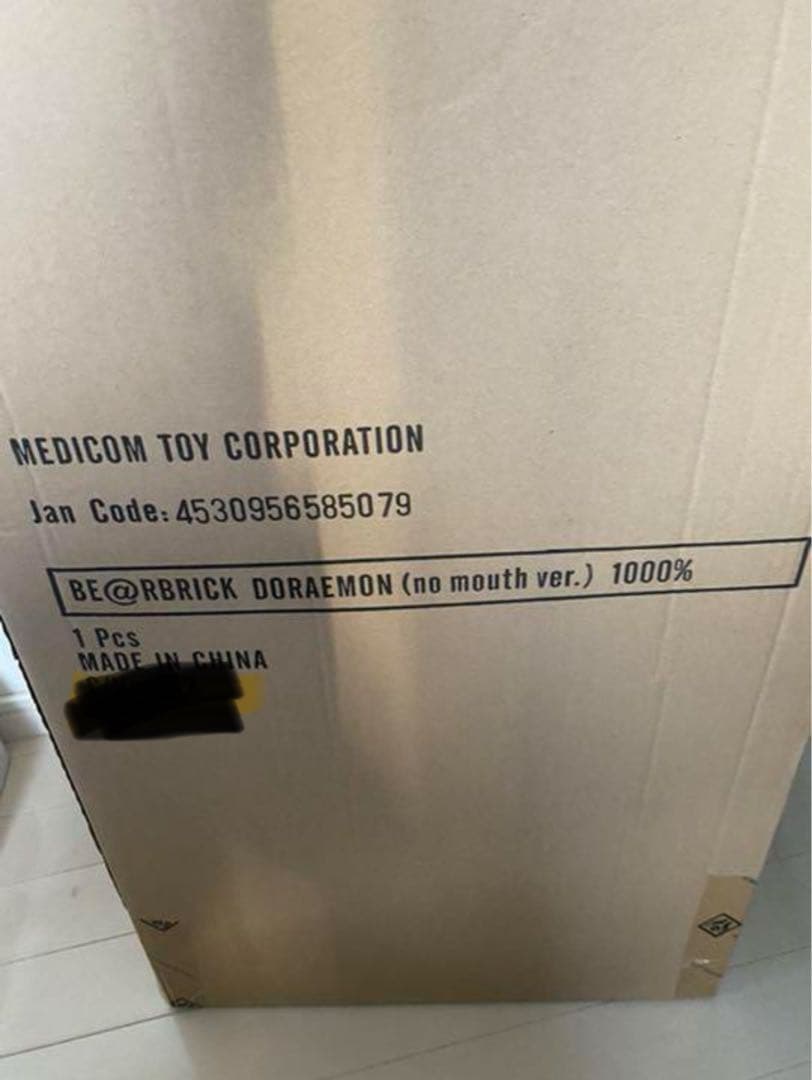 MEDICOM TOY CORPORATION
Jan Code: 4530956585079
BE@RBRICK DORAEMON (no mouth ver.) 1000%
1 Pcs
MADE IN CHINA